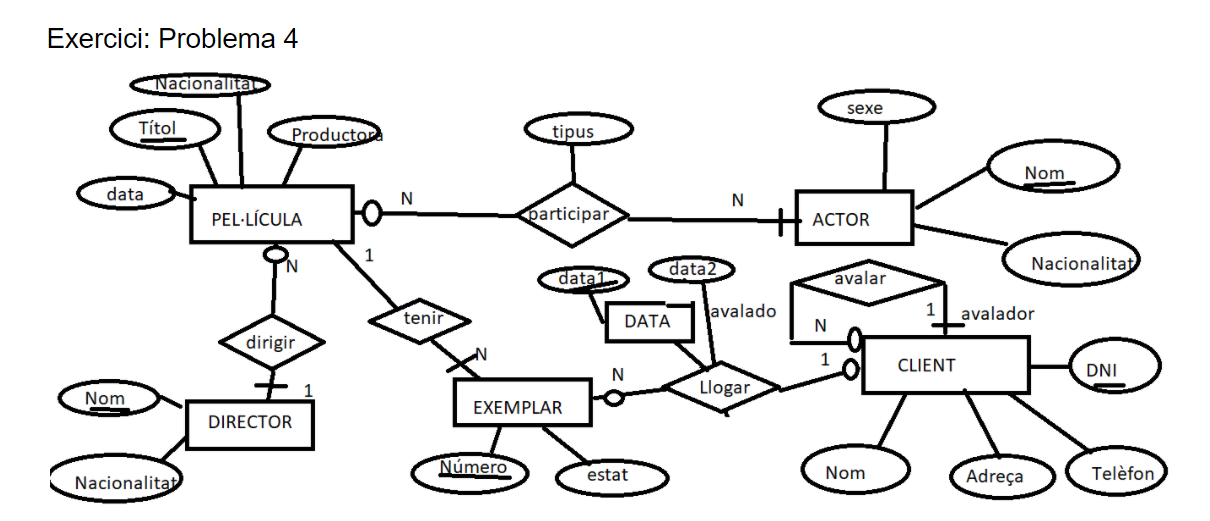 Exercici: Problema 4
Nacionalitat
Títol
Productora
data
PEL·LÍCULA
N
tipus
participar
N
sexe
ACTOR
Nom
Nacionalitat
N
1
dirigir
tenir
N
1
DIRECTOR
Nom
Nacionalitat
EXEMPLAR
Número
estat
N
data1
data2
DATA
avalado
Llogar
1
avalar
N
1
avalador
CLIENT
DNI
Nom
Adreça
Telèfon